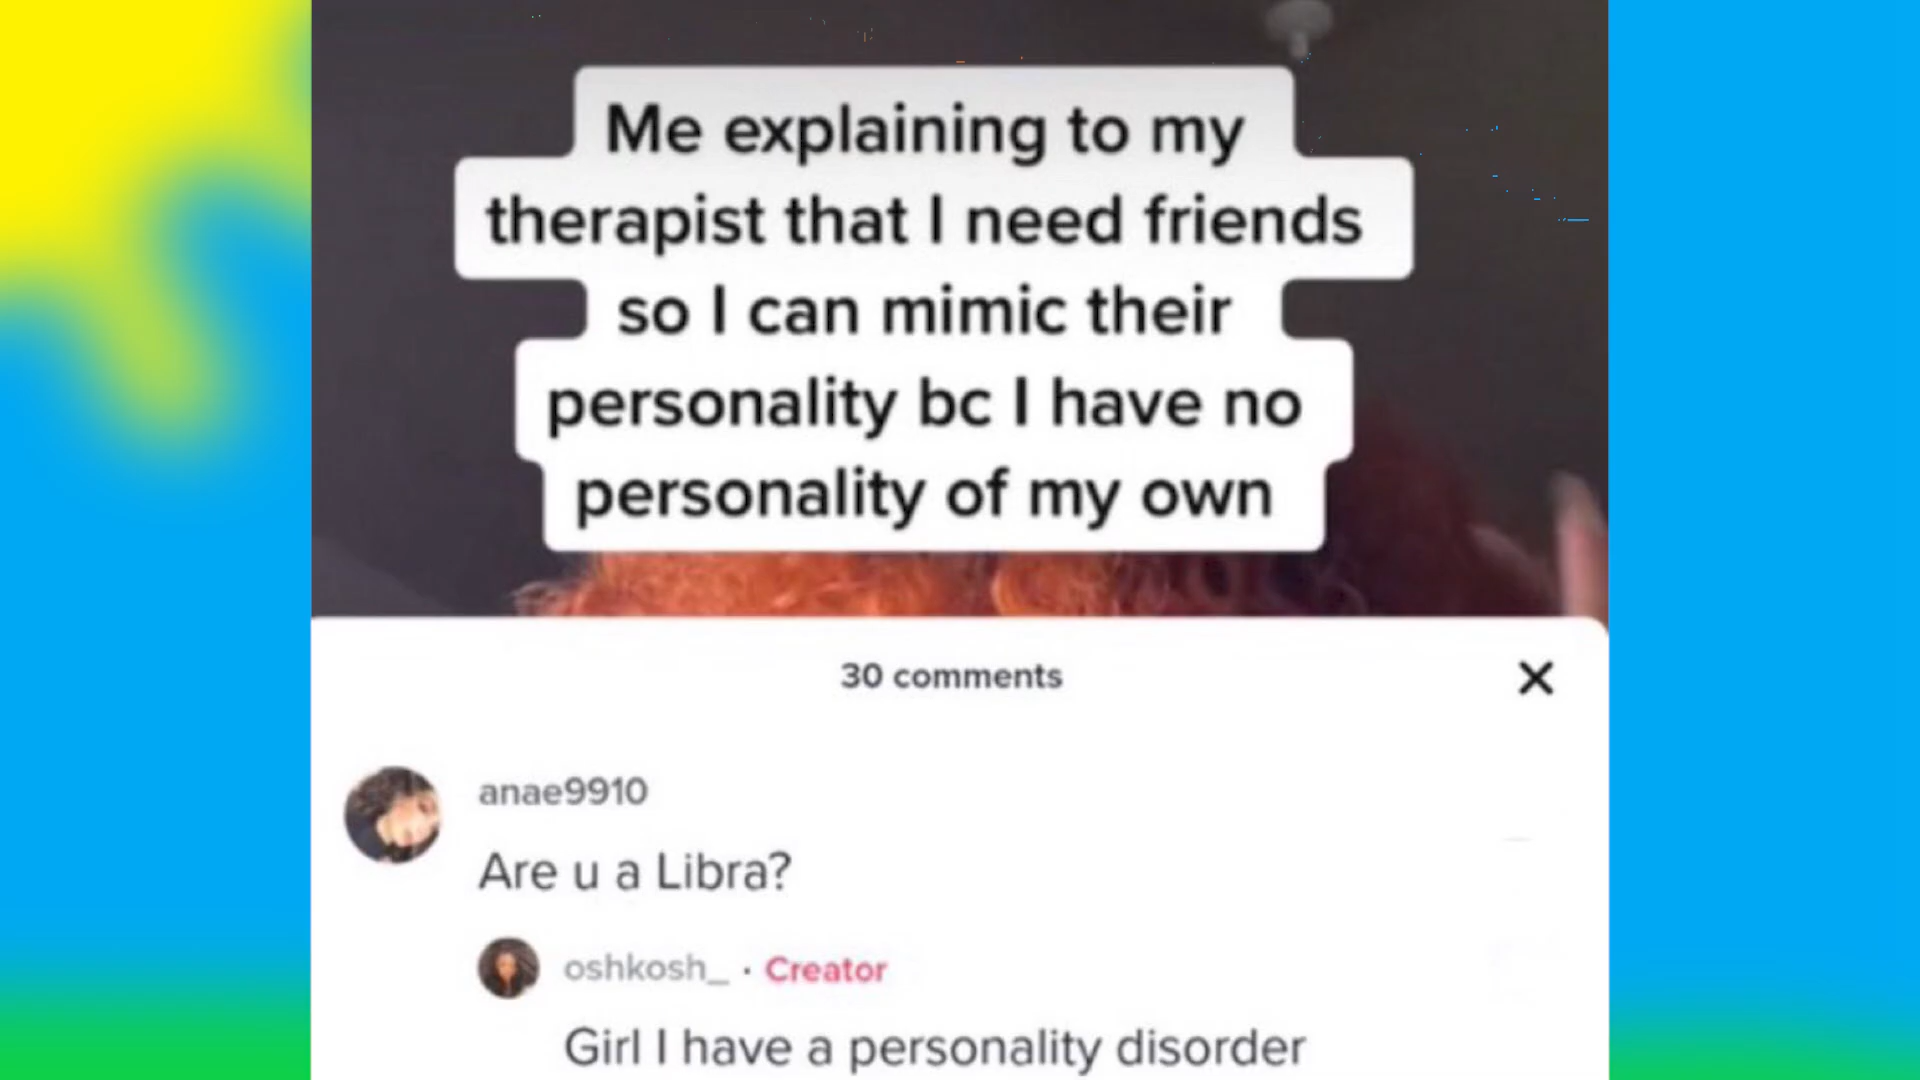 Me explaining to my
therapist that I need friends
so I can mimic their
personality bc I have no
personality of my own
30 comments
anae9910
Are u a Libra?
oshkosh_ · Creator
Girl I have a personality disorder